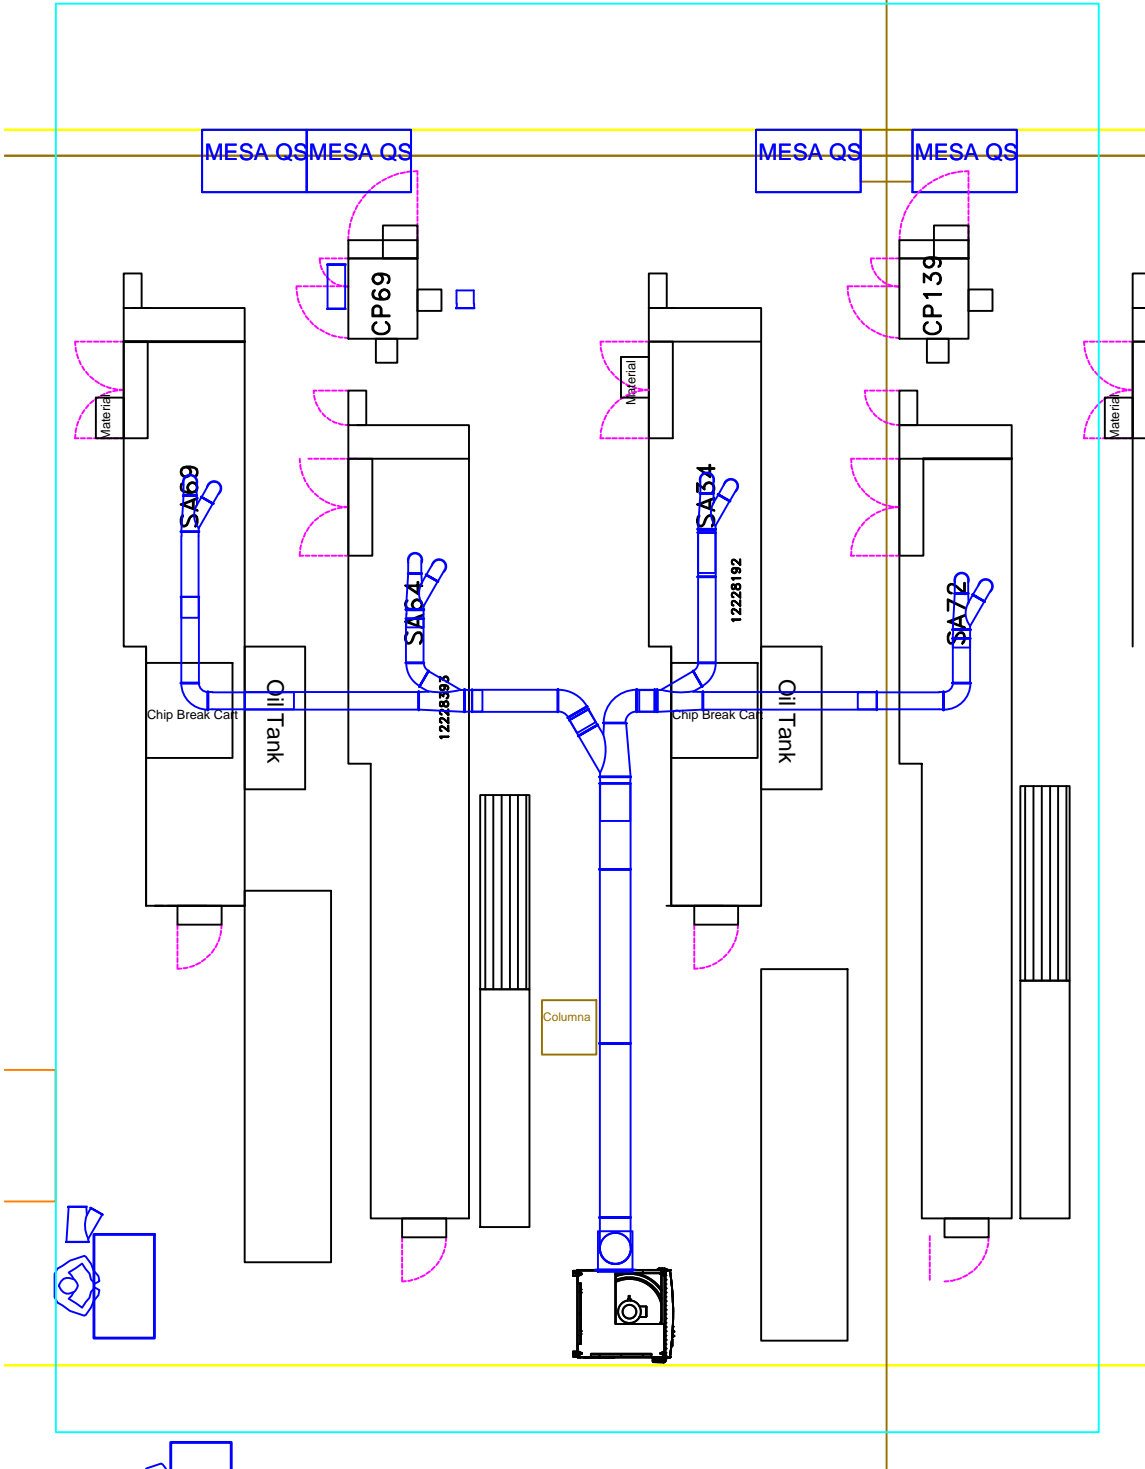 MESA QS
MESA QS
MESA QS
MESA QS
CP69
CP139
Material
Material
Material
SA69
SA34
SA64
SA72
12228192
12228393
Chip Break Cart
Oil Tank
Chip Break Cart
Oil Tank
Columna